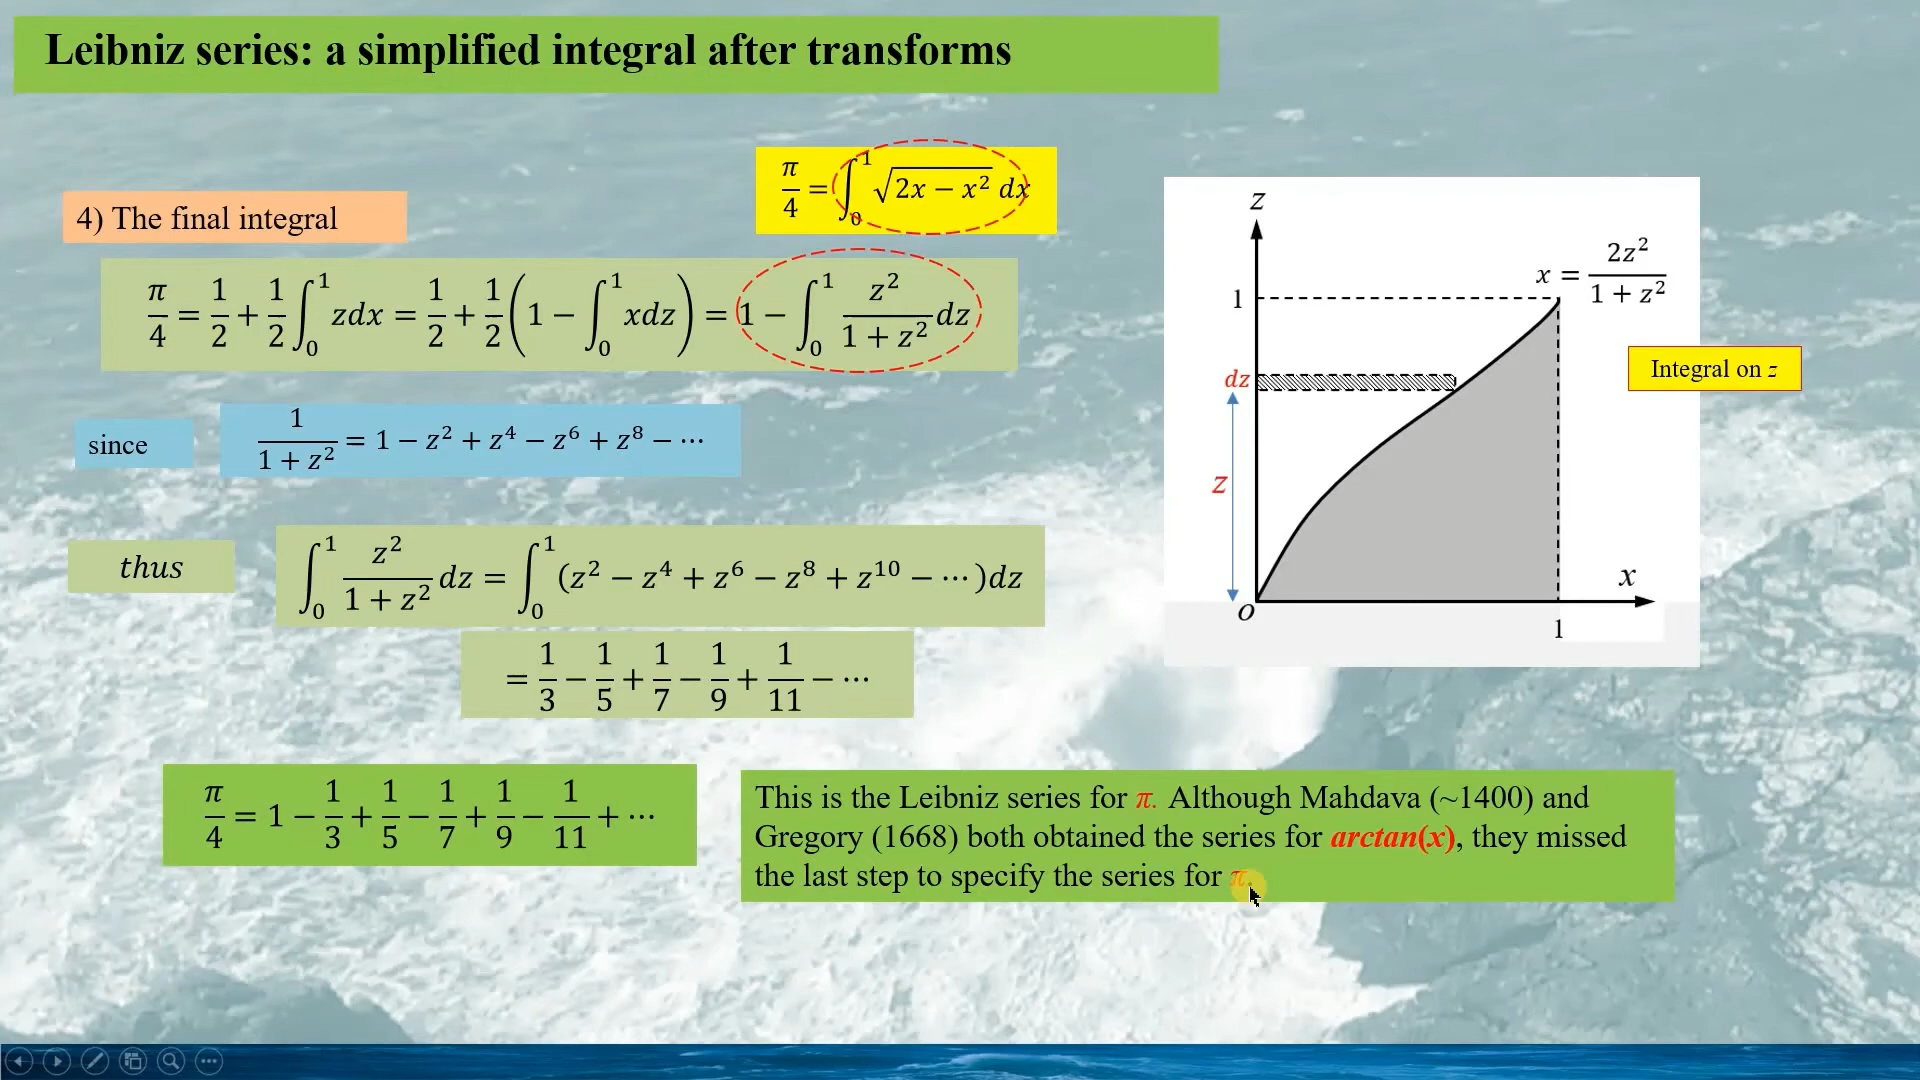 Leibniz series: a simplified integral after transforms
π/4 = ∫₀¹ √(2x − x²) dx
4) The final integral
π/4 = 1/2 + 1/2 ∫₀¹ zdx = 1/2 + 1/2 (1 − ∫₀¹ xdz) = 1 − ∫₀¹ z²/(1 + z²) dz
since
1/(1 + z²) = 1 − z² + z⁴ − z⁶ + z⁸ − ⋯
thus
∫₀¹ z²/(1 + z²) dz = ∫₀¹ (z² − z⁴ + z⁶ − z⁸ + z¹⁰ − ⋯ )dz
= 1/3 − 1/5 + 1/7 − 1/9 + 1/11 − ⋯
π/4 = 1 − 1/3 + 1/5 − 1/7 + 1/9 − 1/11 + ⋯
This is the Leibniz series for π. Although Mahdava (~1400) and
Gregory (1668) both obtained the series for arctan(x), they missed
the last step to specify the series for π.
z
x = 2z²/(1 + z²)
1
Integral on z
dz
z
x
O
1